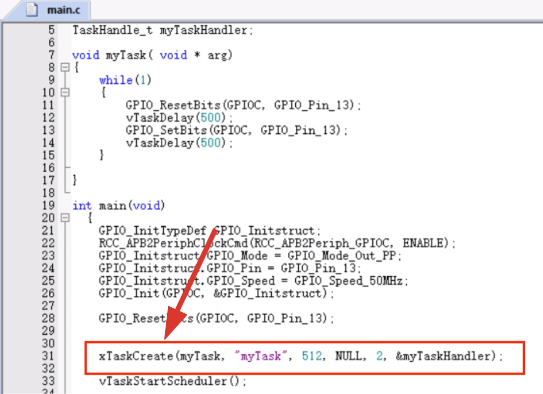 main.c
5 TaskHandle_t myTaskHandler;
6
7 void myTask( void * arg)
8 {
9 while(1)
10 {
11 GPIO_ResetBits(GPIOC, GPIO_Pin_13);
12 vTaskDelay(500);
13 GPIO_SetBits(GPIOC, GPIO_Pin_13);
14 vTaskDelay(500);
15 }
16
17 }
18
19 int main(void)
20 {
21 GPIO_InitTypeDef GPIO_Initstruct;
22 RCC_APB2PeriphClockCmd(RCC_APB2Periph_GPIOC, ENABLE);
23 GPIO_Initstruct.GPIO_Mode = GPIO_Mode_Out_PP;
24 GPIO_Initstruct.GPIO_Pin = GPIO_Pin_13;
25 GPIO_Initstruct.GPIO_Speed = GPIO_Speed_50MHz;
26 GPIO_Init(GPIOC, &GPIO_Initstruct);
27
28 GPIO_ResetBits(GPIOC, GPIO_Pin_13);
29
30
31 xTaskCreate(myTask, "myTask", 512, NULL, 2, &myTaskHandler);
32
33 vTaskStartScheduler();
34